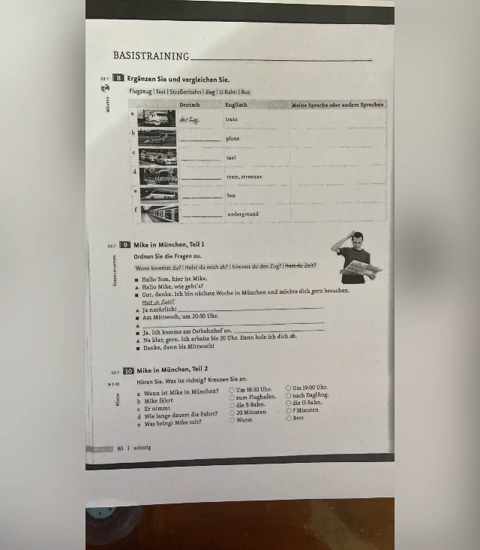 BASISTRAINING
8 Ergänzen Sie und vergleichen Sie.
Flugzeug | Taxi | Straßenbahn | Zug | U-Bahn | Bus
Deutsch Englisch Meine Sprache oder andere Sprachen
a der Zug train
b plane
c taxi
d tram, streetcar
e bus
f underground
9 Mike in München, Teil 1
Ordnen Sie die Fragen zu.
Wann kommst du? | Holst du mich ab? | Nimmst du den Zug? | Hast du Zeit?
■ Hallo Tom, hier ist Mike.
▲ Hallo Mike, wie geht's?
■ Gut, danke. Ich bin nächste Woche in München und möchte dich gern besuchen.
Hast du Zeit?
▲ Ja natürlich!
■ Am Mittwoch, um 20:50 Uhr.
▲
■ Ja. Ich komme am Ostbahnhof an.
▲ Na klar, gern. Ich arbeite bis 20 Uhr. Dann hole ich dich ab.
■ Danke, dann bis Mittwoch!
10 Mike in München, Teil 2
Hören Sie. Was ist richtig? Kreuzen Sie an.
a Wann ist Mike in München? Um 18:30 Uhr. Um 19:00 Uhr.
b Mike fährt zum Flughafen. nach Daglfing.
c Er nimmt die S-Bahn. die U-Bahn.
d Wie lange dauert die Fahrt? 20 Minuten 7 Minuten
e Was bringt Mike mit? Wurst Brot
80 | achtzig